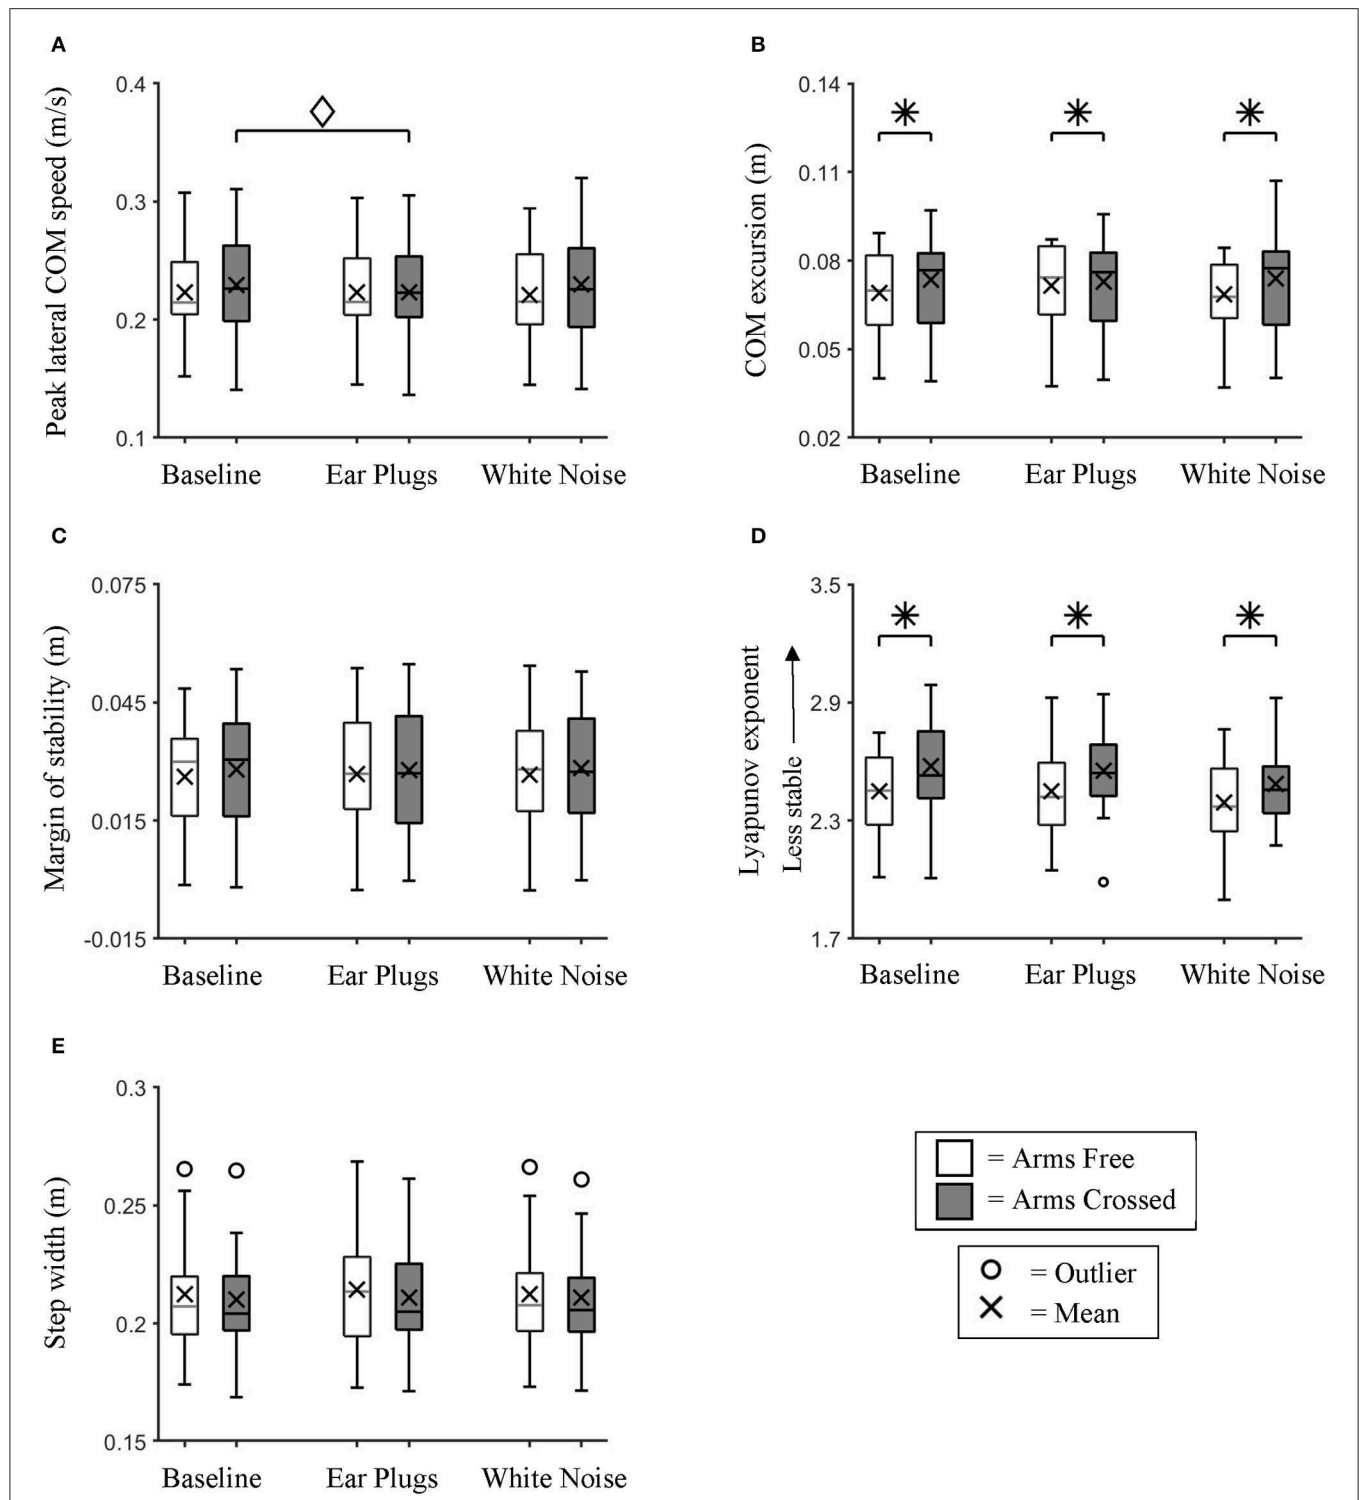 A
Peak lateral COM speed (m/s)
0.4
0.3
0.2
0.1
Baseline Ear Plugs White Noise
B
COM excursion (m)
0.14
0.11
0.08
0.05
0.02
Baseline Ear Plugs White Noise
C
Margin of stability (m)
0.075
0.045
0.015
-0.015
Baseline Ear Plugs White Noise
D
Lyapunov exponent
Less stable
3.5
2.9
2.3
1.7
Baseline Ear Plugs White Noise
E
Step width (m)
0.3
0.25
0.2
0.15
Baseline Ear Plugs White Noise
= Arms Free
= Arms Crossed
= Outlier
= Mean